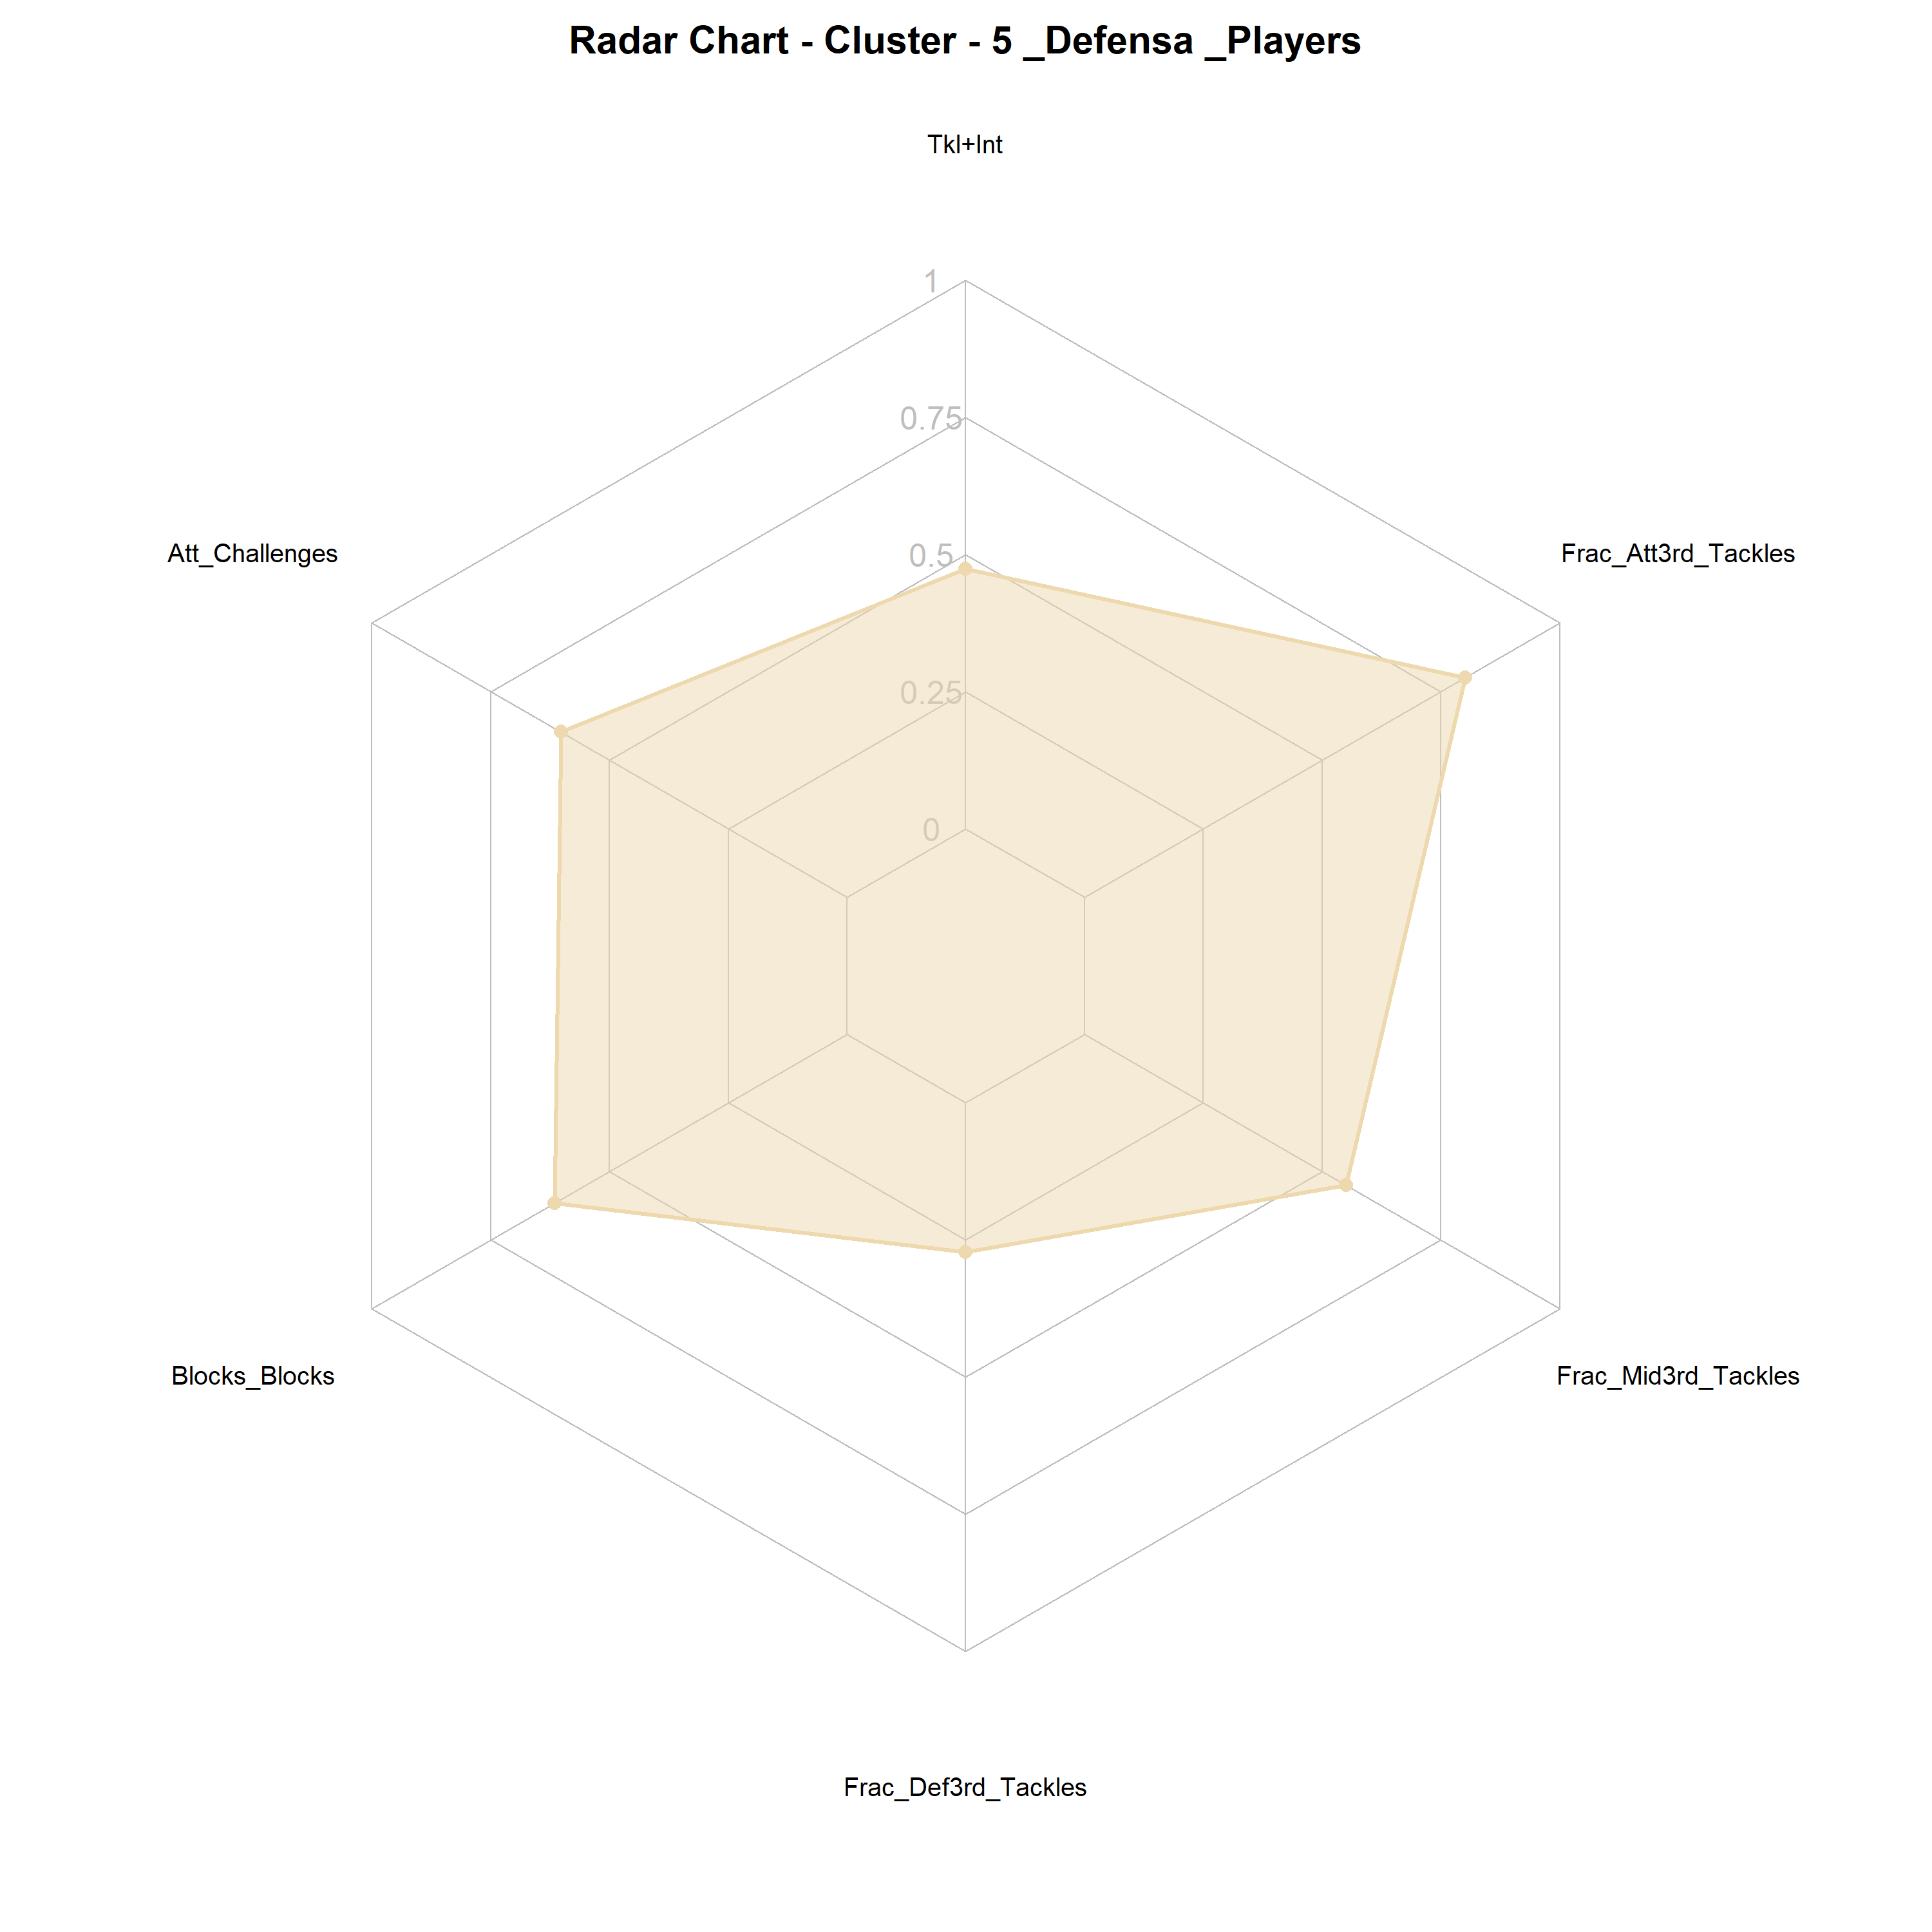 Radar Chart - Cluster - 5 _Defensa _Players
Tkl+Int
1
0.75
0.5
Att_Challenges
Frac_Att3rd_Tackles
0.25
0
Blocks_Blocks
Frac_Mid3rd_Tackles
Frac_Def3rd_Tackles